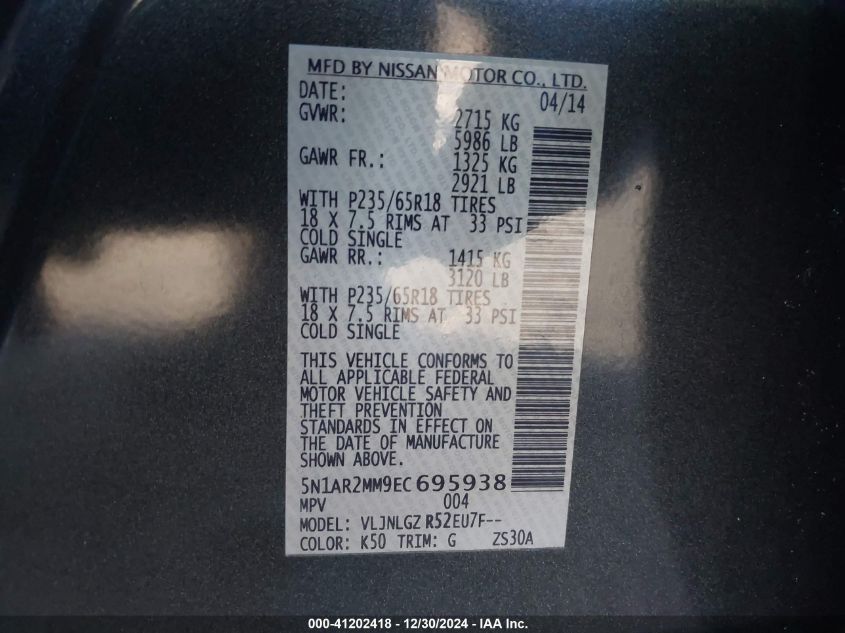 MFD BY NISSAN MOTOR CO., LTD.
DATE: 04/14
GVWR: 2715 KG
5986 LB
GAWR FR.: 1325 KG
2921 LB
WITH P235/65R18 TIRES
18 X 7.5 RIMS AT 33 PSI
COLD SINGLE
GAWR RR.: 1415 KG
3120 LB
WITH P235/65R18 TIRES
18 X 7.5 RIMS AT 33 PSI
COLD SINGLE
THIS VEHICLE CONFORMS TO
ALL APPLICABLE FEDERAL
MOTOR VEHICLE SAFETY AND
THEFT PREVENTION
STANDARDS IN EFFECT ON
THE DATE OF MANUFACTURE
SHOWN ABOVE.
5N1AR2MM9EC695938
MPV 004
MODEL: VLJNLGZ R52EU7F--
COLOR: K50 TRIM: G ZS30A
000-41202418 - 12/30/2024 - IAA Inc.